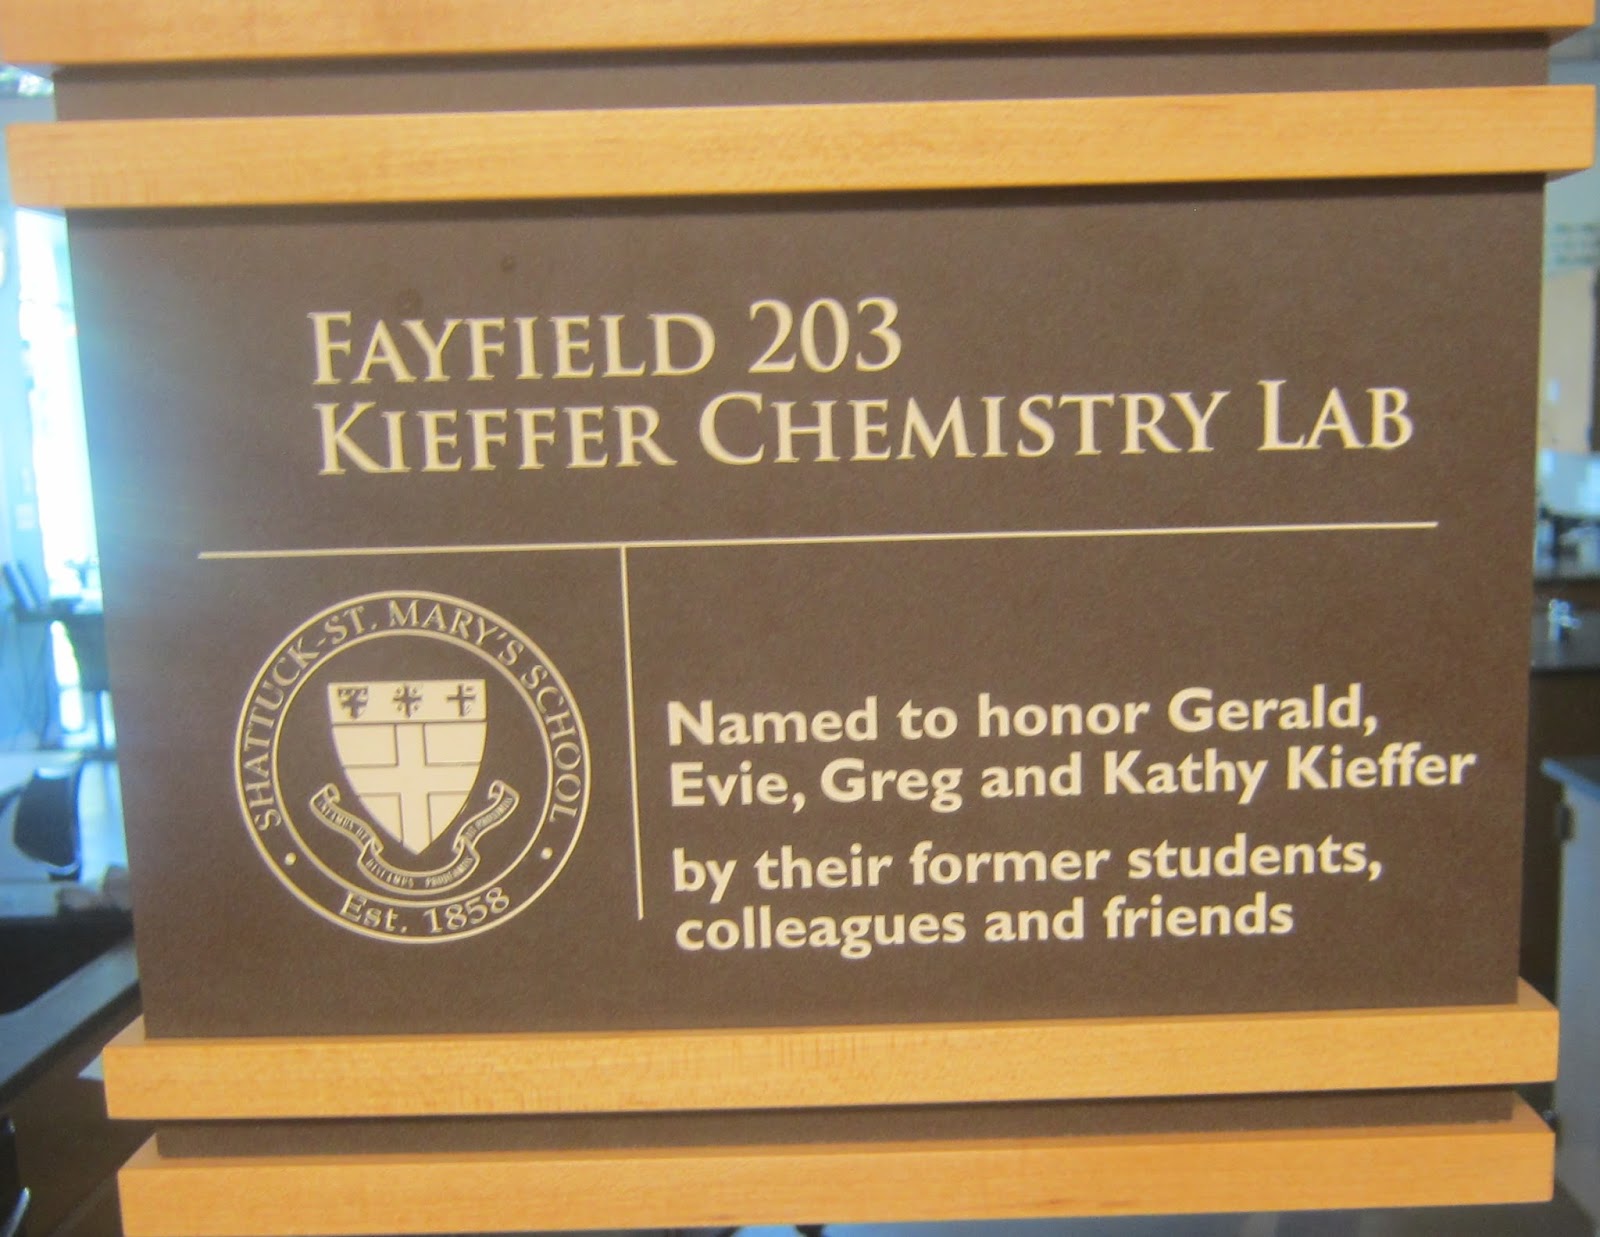 FAYFIELD 203
KIEFFER CHEMISTRY LAB
SHATTUCK-ST. MARY'S SCHOOL
Est. 1858
Named to honor Gerald,
Evie, Greg and Kathy Kieffer
by their former students,
colleagues and friends